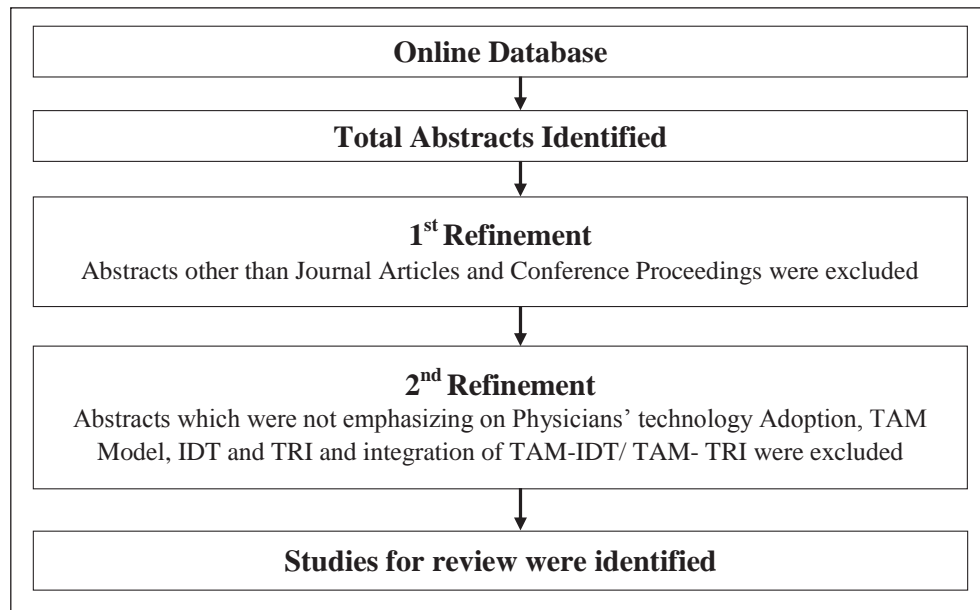 Online Database
Total Abstracts Identified
1st Refinement
Abstracts other than Journal Articles and Conference Proceedings were excluded
2nd Refinement
Abstracts which were not emphasizing on Physicians’ technology Adoption, TAM
Model, IDT and TRI and integration of TAM-IDT/ TAM- TRI were excluded
Studies for review were identified